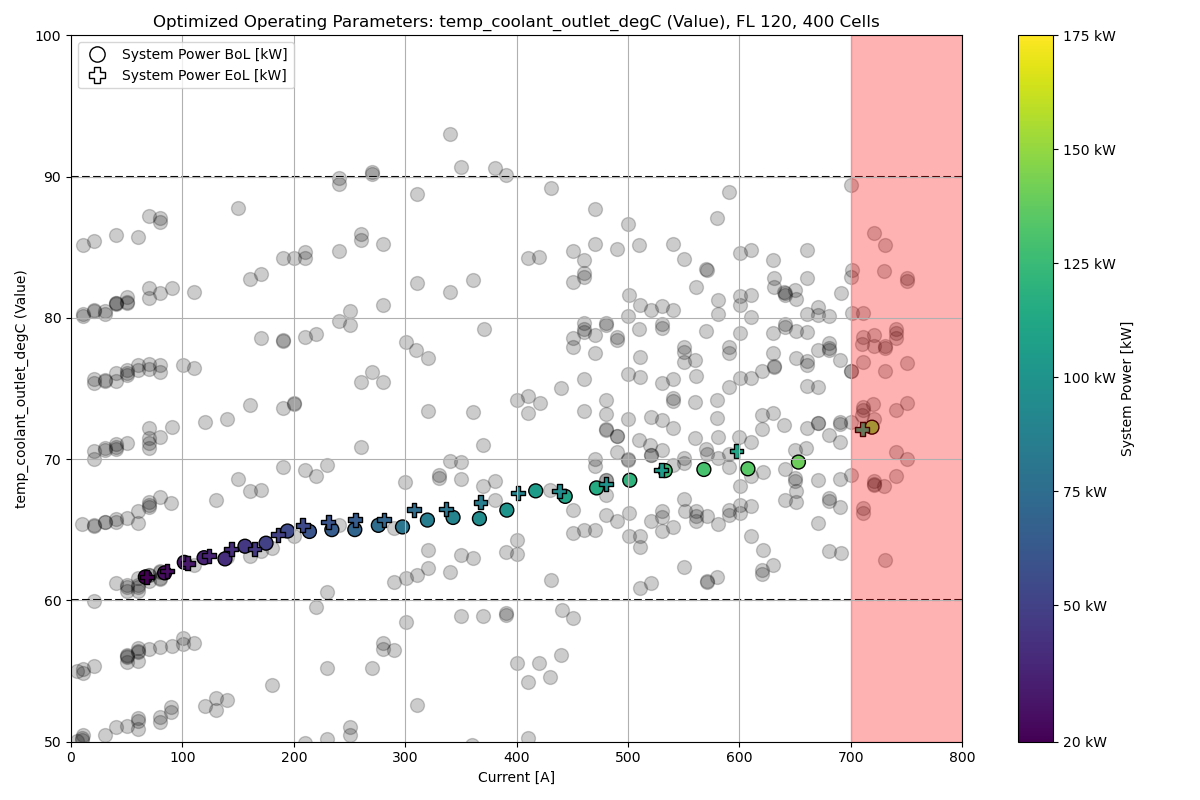 Optimized Operating Parameters: temp_coolant_outlet_degC (Value), FL 120, 400 Cells
System Power BoL [kW]
System Power EoL [kW]
temp_coolant_outlet_degC (Value)
100
90
80
70
60
50
0
100
200
300
400
500
600
700
800
Current [A]
175 kW
150 kW
125 kW
100 kW
75 kW
50 kW
20 kW
System Power [kW]